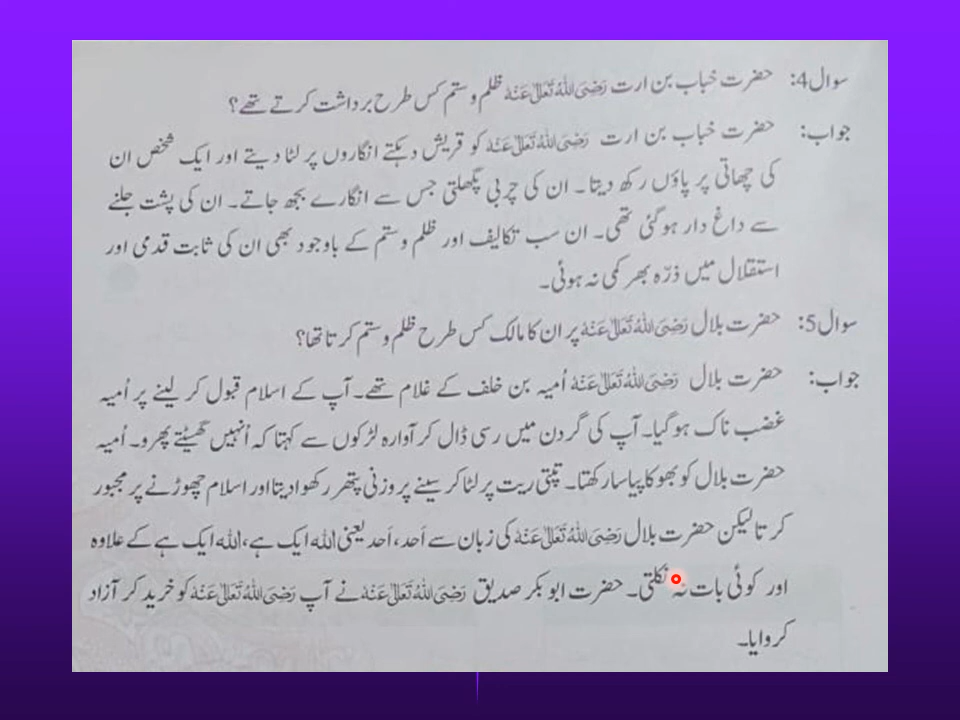 سوال4: حضرت خباب بن ارت رَضِیَ اللہُ تَعَالٰی عَنْہُ ظلم و ستم کس طرح برداشت کرتے تھے؟
جواب: حضرت خباب بن ارت رَضِیَ اللہُ تَعَالٰی عَنْہُ کو قریش دہکتے انگاروں پر لٹا دیتے اور ایک شخص ان
کی چھاتی پر پاؤں رکھ دیتا۔ ان کی چربی پگھلتی جس سے انگارے بجھ جاتے۔ ان کی پشت جلنے
سے داغ دار ہو گئی تھی۔ ان سب تکالیف اور ظلم و ستم کے باوجود بھی ان کی ثابت قدمی اور
استقلال میں ذرّہ بھر کمی نہ ہوئی۔
سوال5: حضرت بلال رَضِیَ اللہُ تَعَالٰی عَنْہُ پر ان کا مالک کس طرح ظلم و ستم کرتا تھا؟
جواب: حضرت بلال رَضِیَ اللہُ تَعَالٰی عَنْہُ اُمیہ بن خلف کے غلام تھے۔ آپ کے اسلام قبول کر لینے پر اُمیہ
غضب ناک ہو گیا۔ آپ کی گردن میں رسی ڈال کر آوارہ لڑکوں سے کہتا کہ اُنہیں گھسیٹتے پھرو۔ اُمیہ
حضرت بلال کو بھوکا پیاسا رکھتا۔ تپتی ریت پر لٹا کر سینے پر وزنی پتھر رکھوا دیتا اور اسلام چھوڑنے پر مجبور
کرتا لیکن حضرت بلال رَضِیَ اللہُ تَعَالٰی عَنْہُ کی زبان سے اَحد، اَحد یعنی اللہ ایک ہے، اللہ ایک ہے کے علاوہ
اور کوئی بات نہ نکلتی۔ حضرت ابو بکر صدیق رَضِیَ اللہُ تَعَالٰی عَنْہُ نے آپ رَضِیَ اللہُ تَعَالٰی عَنْہُ کو خرید کر آزاد
کروایا۔